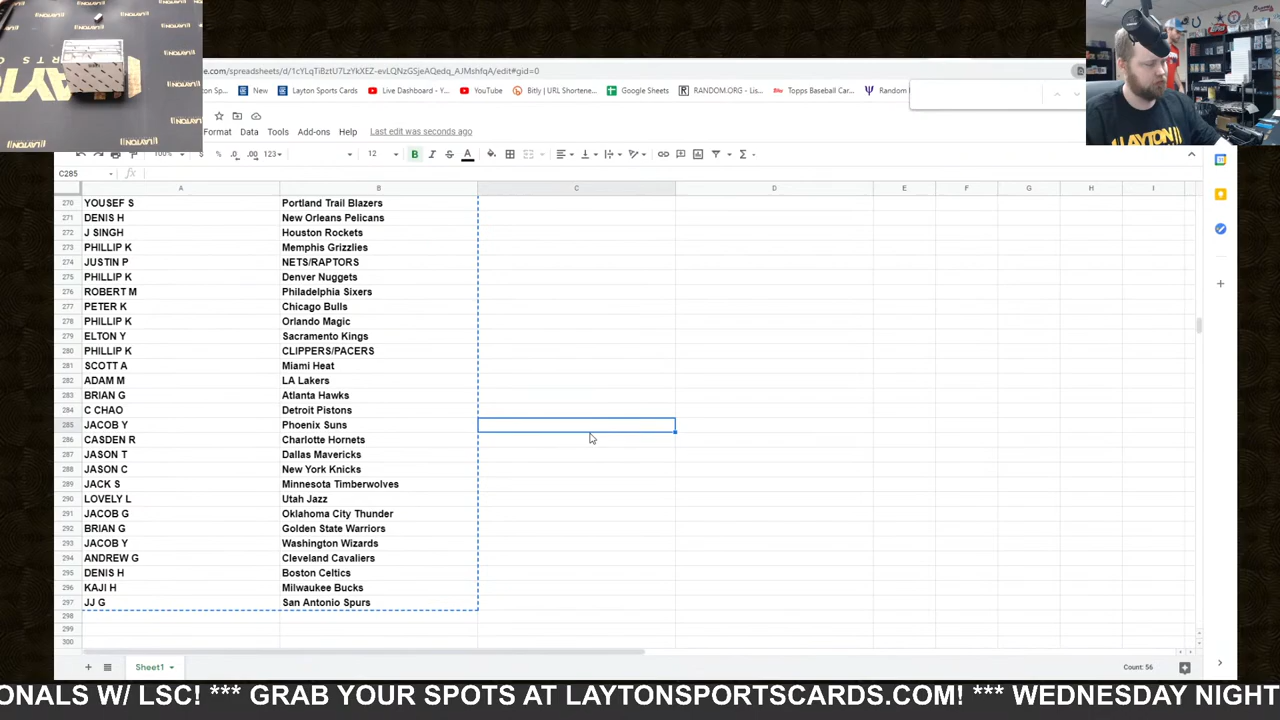 e.com/spreadsheets/d/1cYLqTiBztU7LzYkXEZ-evLQNzGSjeAQedq_AJMshfqA/edit#gid=0
on Sp... New Layton Sports Cards Live Dashboard - Y... YouTube Bitly | URL Shortene... Google Sheets RANDOM.ORG - Lis... Topps Baseball Car... Random
Format Data Tools Add-ons Help Last edit was seconds ago
100% % .0 .00 123 12 B I S A
C285 fx
A B C D E F G H I
270 YOUSEF S Portland Trail Blazers
271 DENIS H New Orleans Pelicans
272 J SINGH Houston Rockets
273 PHILLIP K Memphis Grizzlies
274 JUSTIN P NETS/RAPTORS
275 PHILLIP K Denver Nuggets
276 ROBERT M Philadelphia Sixers
277 PETER K Chicago Bulls
278 PHILLIP K Orlando Magic
279 ELTON Y Sacramento Kings
280 PHILLIP K CLIPPERS/PACERS
281 SCOTT A Miami Heat
282 ADAM M LA Lakers
283 BRIAN G Atlanta Hawks
284 C CHAO Detroit Pistons
285 JACOB Y Phoenix Suns
286 CASDEN R Charlotte Hornets
287 JASON T Dallas Mavericks
288 JASON C New York Knicks
289 JACK S Minnesota Timberwolves
290 LOVELY L Utah Jazz
291 JACOB G Oklahoma City Thunder
292 BRIAN G Golden State Warriors
293 JACOB Y Washington Wizards
294 ANDREW G Cleveland Cavaliers
295 DENIS H Boston Celtics
296 KAJI H Milwaukee Bucks
297 JJ G San Antonio Spurs
298
299
300
Sheet1 Count: 56
ONALS W/ LSC! *** GRAB YOUR SPOTS AT LAYTONSPORTSCARDS.COM! *** WEDNESDAY NIGHT
LAYTON